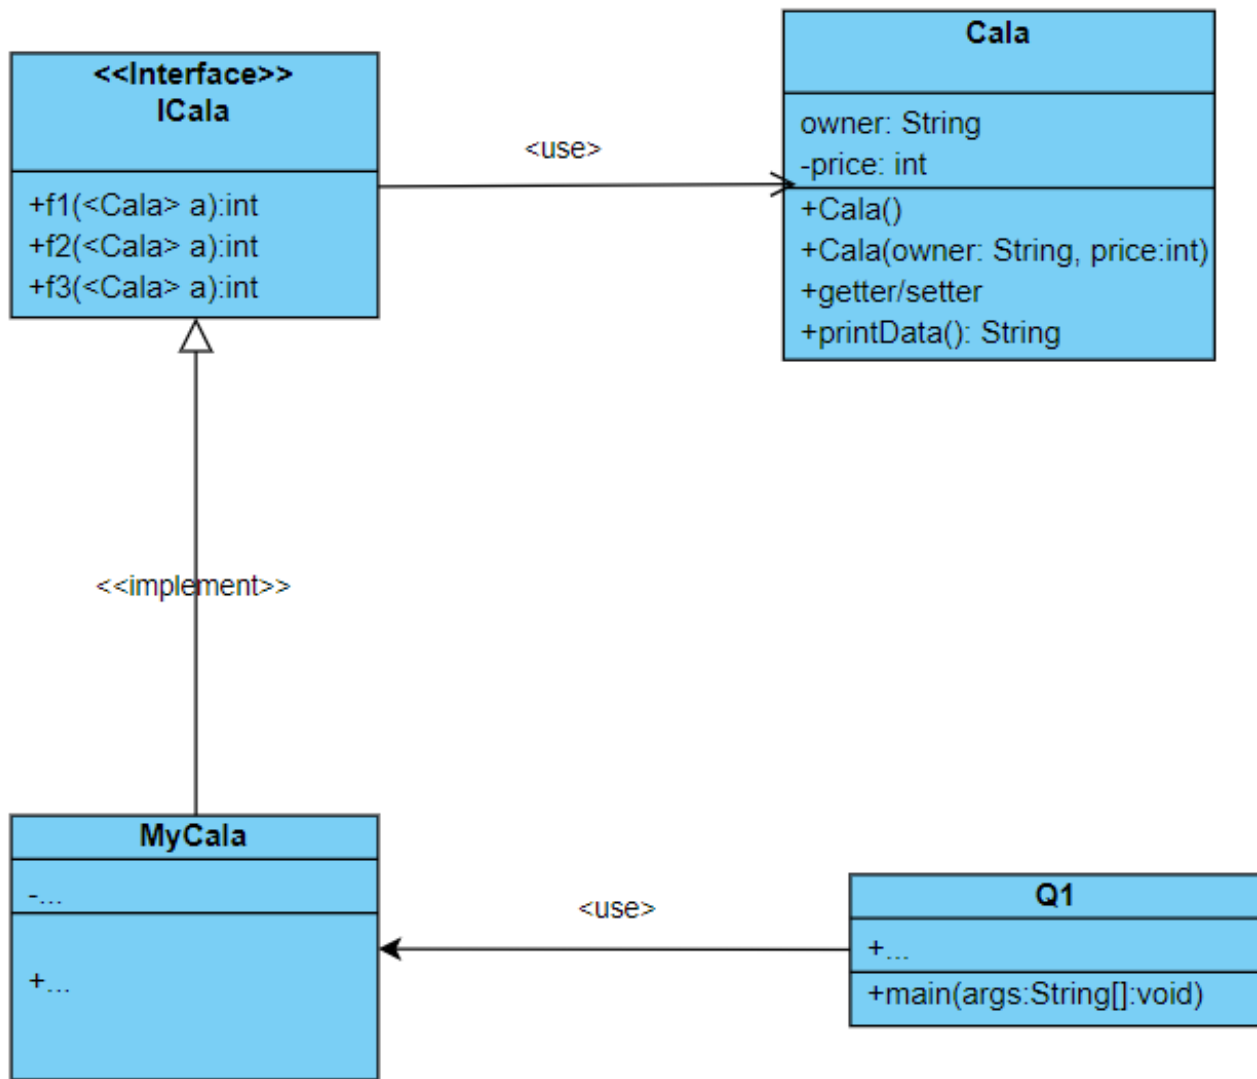 <<Interface>>
ICala
+f1(<Cala> a):int
+f2(<Cala> a):int
+f3(<Cala> a):int
<use>
Cala
owner: String
-price: int
+Cala()
+Cala(owner: String, price:int)
+getter/setter
+printData(): String
<<implement>>
MyCala
-...
+...
<use>
Q1
+...
+main(args:String[]:void)